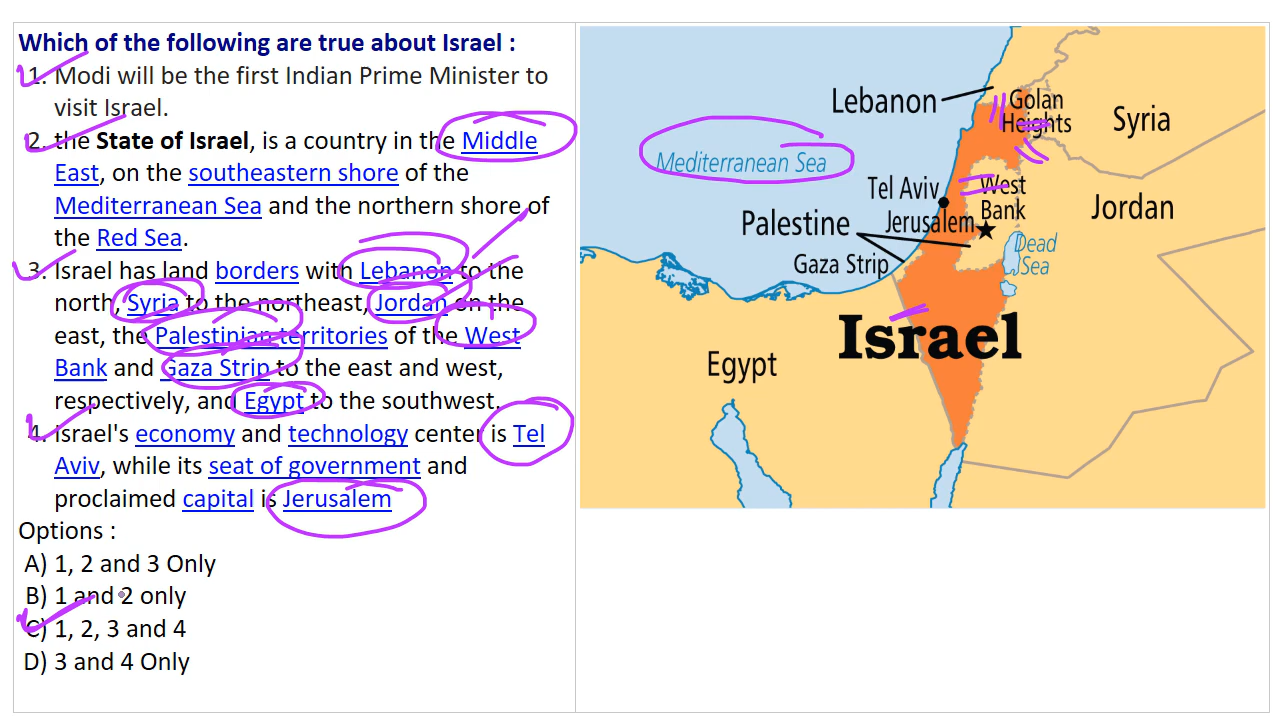 Which of the following are true about Israel :
1. Modi will be the first Indian Prime Minister to
visit Israel.
2. the State of Israel, is a country in the Middle
East, on the southeastern shore of the
Mediterranean Sea and the northern shore of
the Red Sea.
3. Israel has land borders with Lebanon to the
north, Syria to the northeast, Jordan on the
east, the Palestinian territories of the West
Bank and Gaza Strip to the east and west,
respectively, and Egypt to the southwest.
4. Israel's economy and technology center is Tel
Aviv, while its seat of government and
proclaimed capital is Jerusalem
Options :
A) 1, 2 and 3 Only
B) 1 and 2 only
C) 1, 2, 3 and 4
D) 3 and 4 Only
Lebanon
Golan
Heights
Syria
Mediterranean Sea
Tel Aviv
West
Bank
Jordan
Palestine
Jerusalem
Dead
Sea
Gaza Strip
Israel
Egypt